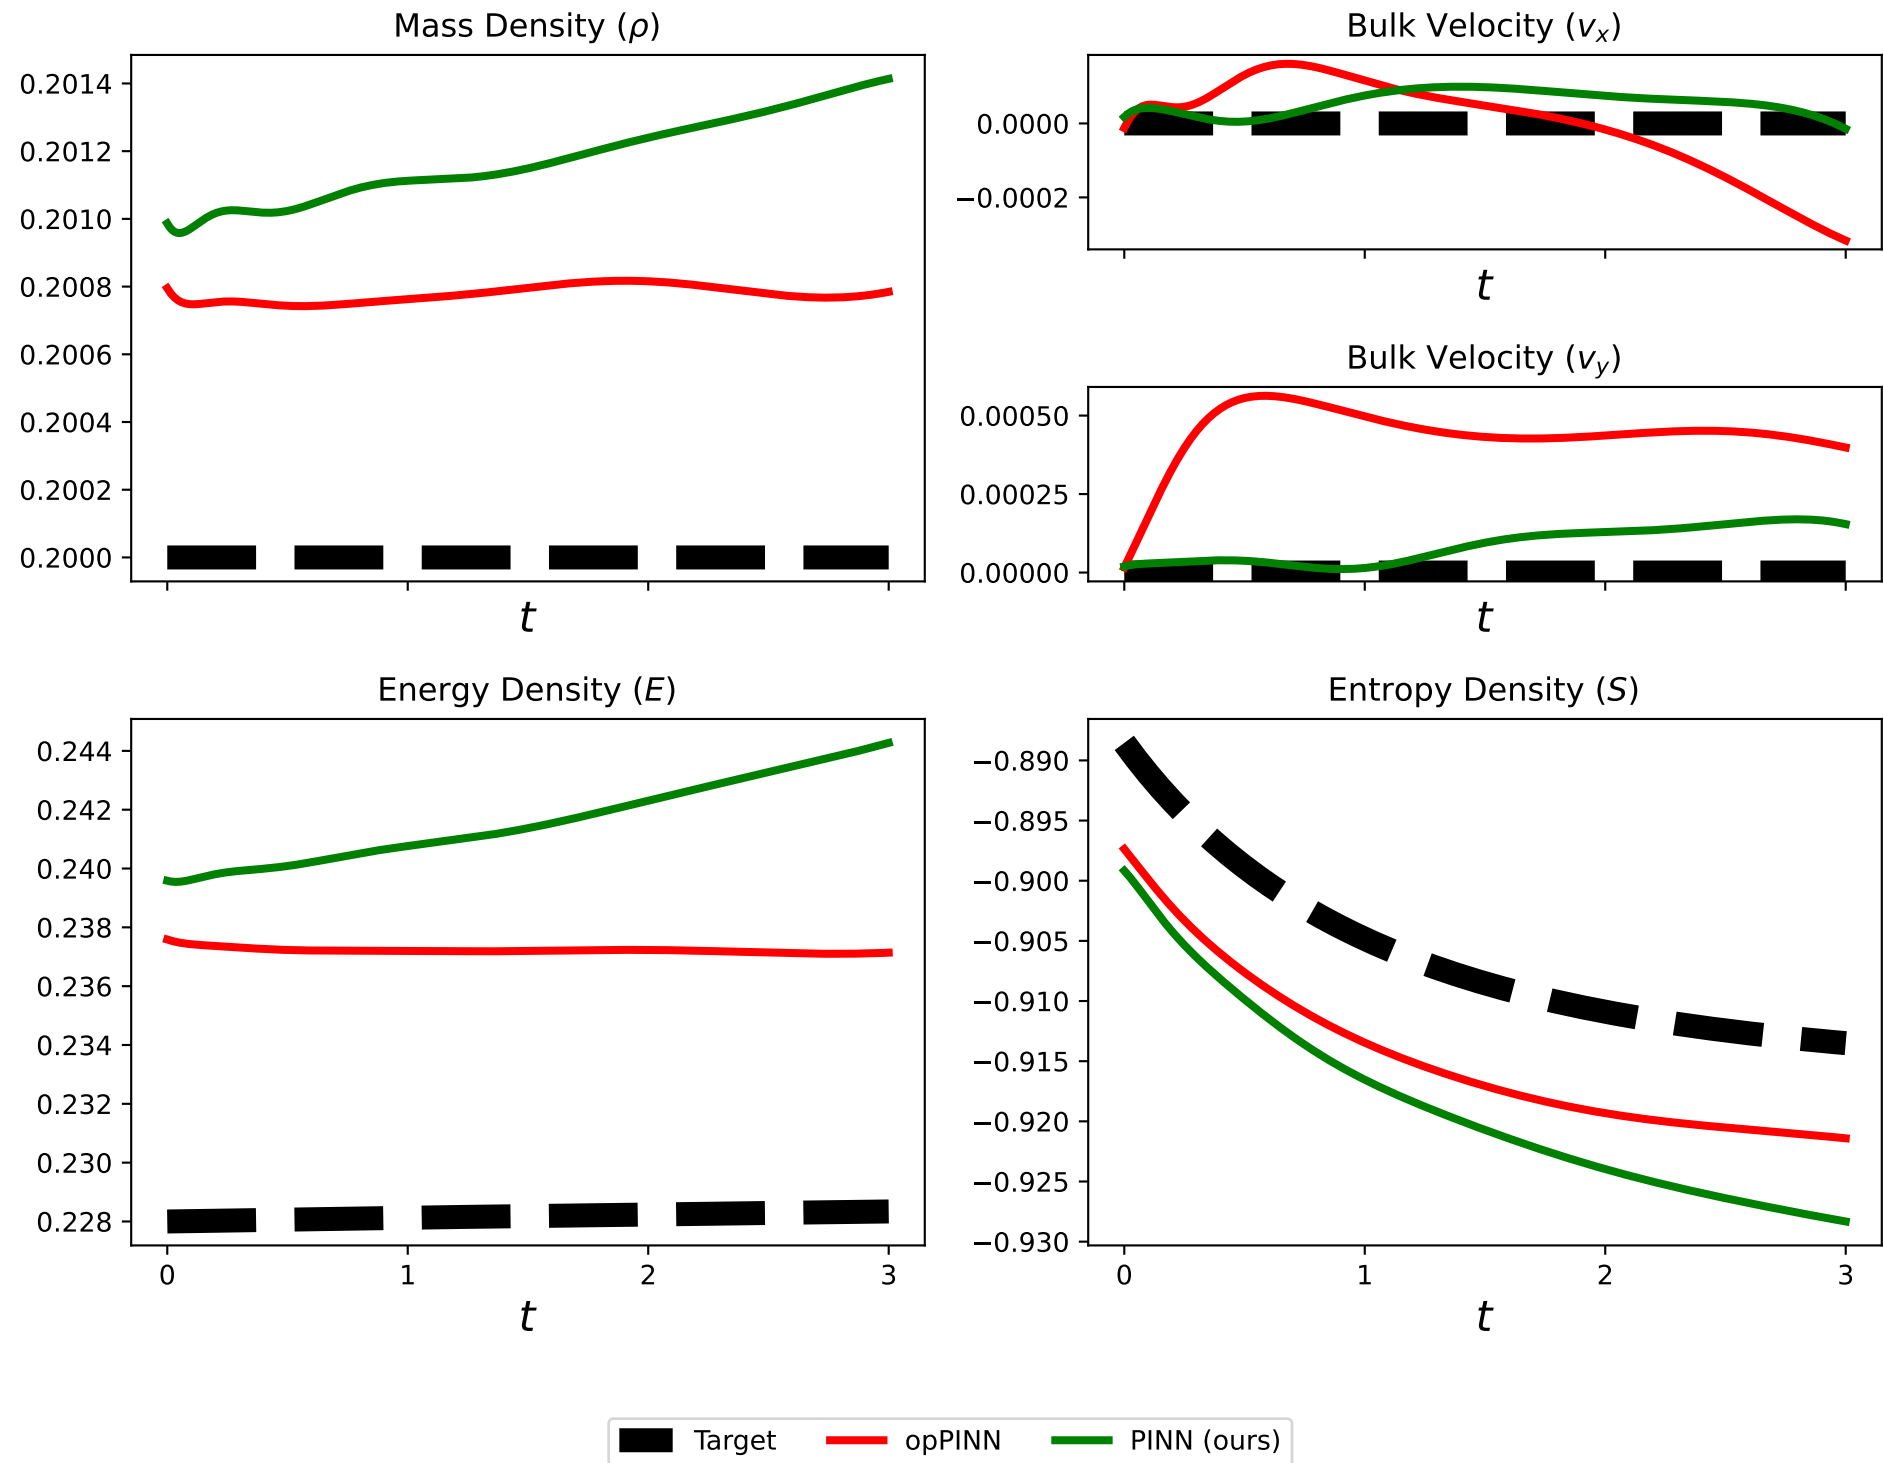 Mass Density (ρ)
0.2014
0.2012
0.2010
0.2008
0.2006
0.2004
0.2002
0.2000
t
Bulk Velocity (vₓ)
0.0000
−0.0002
t
Bulk Velocity (v_y)
0.00050
0.00025
0.00000
t
Energy Density (E)
0.244
0.242
0.240
0.238
0.236
0.234
0.232
0.230
0.228
0 1 2 3
t
Entropy Density (S)
−0.890
−0.895
−0.900
−0.905
−0.910
−0.915
−0.920
−0.925
−0.930
0 1 2 3
t
Target opPINN PINN (ours)